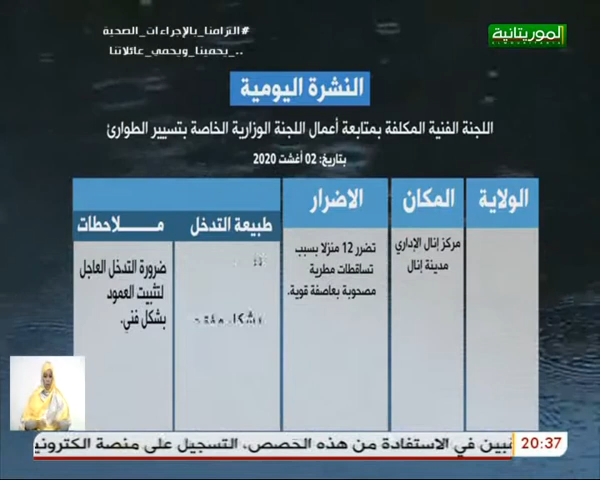 #التزامنا_بالإجراءات_الصحية
.._يحمينا_ويحمي_عائلاتنا
الموريتانية
النشرة اليومية
اللجنة الفنية المكلفة بمتابعة أعمال اللجنة الوزارية الخاصة بتسيير الطوارئ
بتاريخ: 02 أغشت 2020
الولاية
المكان
الاضرار
طبيعة التدخل
ملاحظات
مركز إنال الإداري
مدينة إنال
تضرر 12 منزلا بسبب
تساقطات مطرية
مصحوبة بعاصفة قوية.
بشكل مؤقت
ضرورة التدخل العاجل
لتثبيت العمود
بشكل فني.
20:37
في الاستفادة من هذه الحصص، التسجيل على منصة